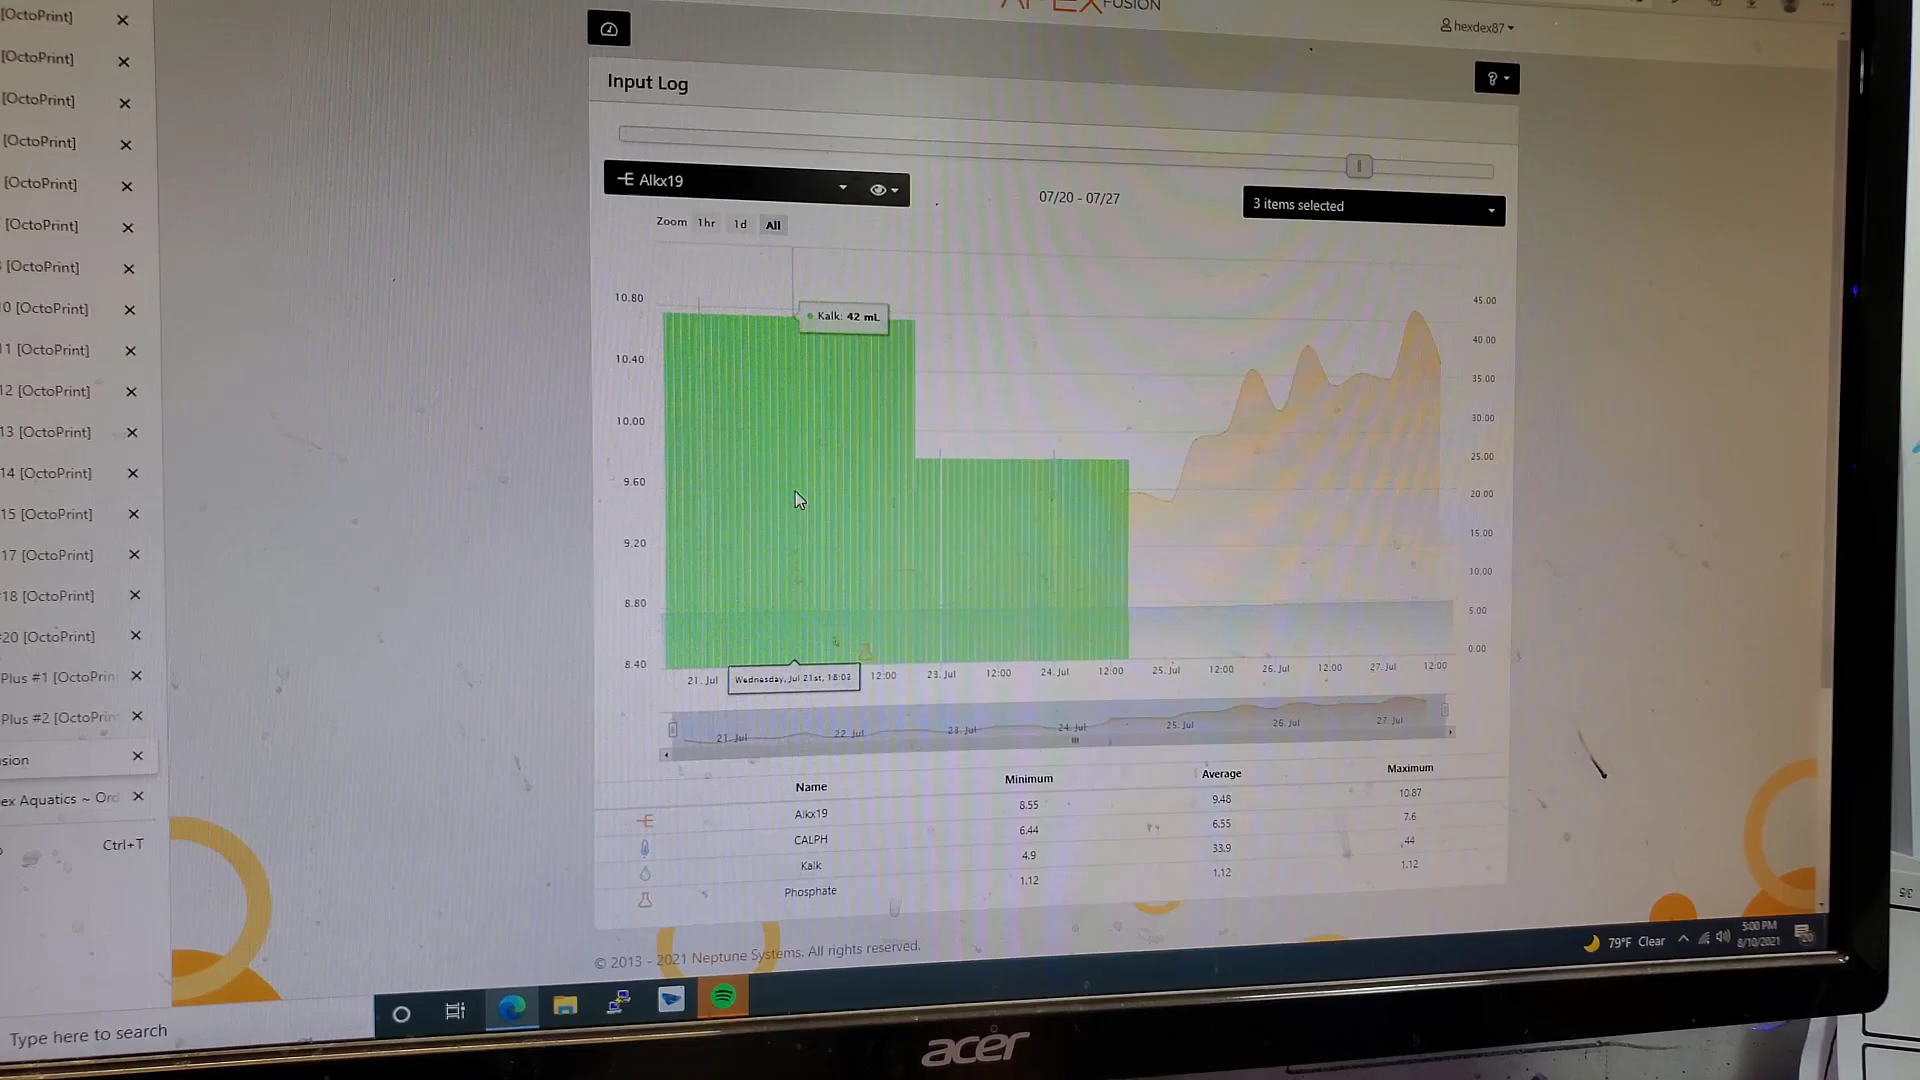 [OctoPrint] ×
[OctoPrint] ×
[OctoPrint] ×
[OctoPrint] ×
[OctoPrint] ×
[OctoPrint] ×
[OctoPrint] ×
0 [OctoPrint] ×
11 [OctoPrint] ×
12 [OctoPrint] ×
13 [OctoPrint] ×
14 [OctoPrint] ×
15 [OctoPrint] ×
17 [OctoPrint] ×
#18 [OctoPrint] ×
#20 [OctoPrint] ×
Plus #1 [OctoPrin ×
Plus #2 [OctoPrin ×
sion ×
ex Aquatics ~ Ord ×
Ctrl+T
APEX FUSION
hexdex87
Input Log
?
Alkx19
07/20 - 07/27
3 items selected
Zoom 1hr 1d All
10.80
10.40
10.00
9.60
9.20
8.80
8.40
Kalk: 42 mL
45.00
40.00
35.00
30.00
25.00
20.00
15.00
10.00
5.00
0.00
21. Jul
Wednesday, Jul 21st, 18:02
12:00 23. Jul 12:00 24. Jul 12:00 25. Jul 12:00 26. Jul 12:00 27. Jul 12:00
21. Jul 22. Jul 23. Jul 24. Jul 25. Jul 26. Jul 27. Jul
Name Minimum Average Maximum
Alkx19 8.55 9.48 10.87
CALPH 6.44 6.55 7.6
Kalk 4.9 33.9 44
Phosphate 1.12 1.12 1.12
© 2013 - 2021 Neptune Systems. All rights reserved.
Type here to search
79°F Clear
5:00 PM
8/10/2021
20
acer
3/5